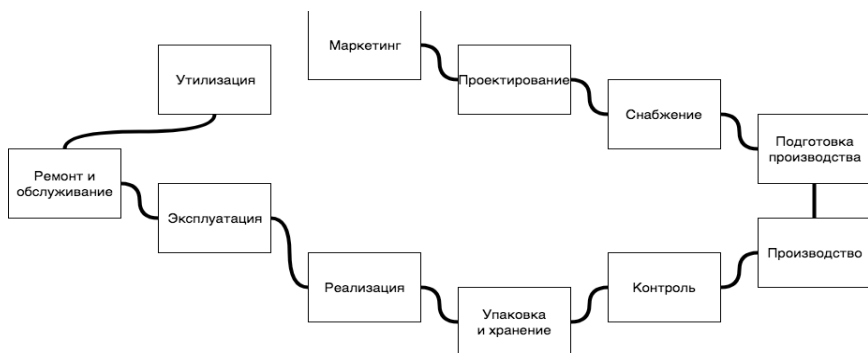 Маркетинг
Утилизация
Проектирование
Снабжение
Подготовка
производства
Ремонт и
обслуживание
Эксплуатация
Производство
Реализация
Контроль
Упаковка
и хранение